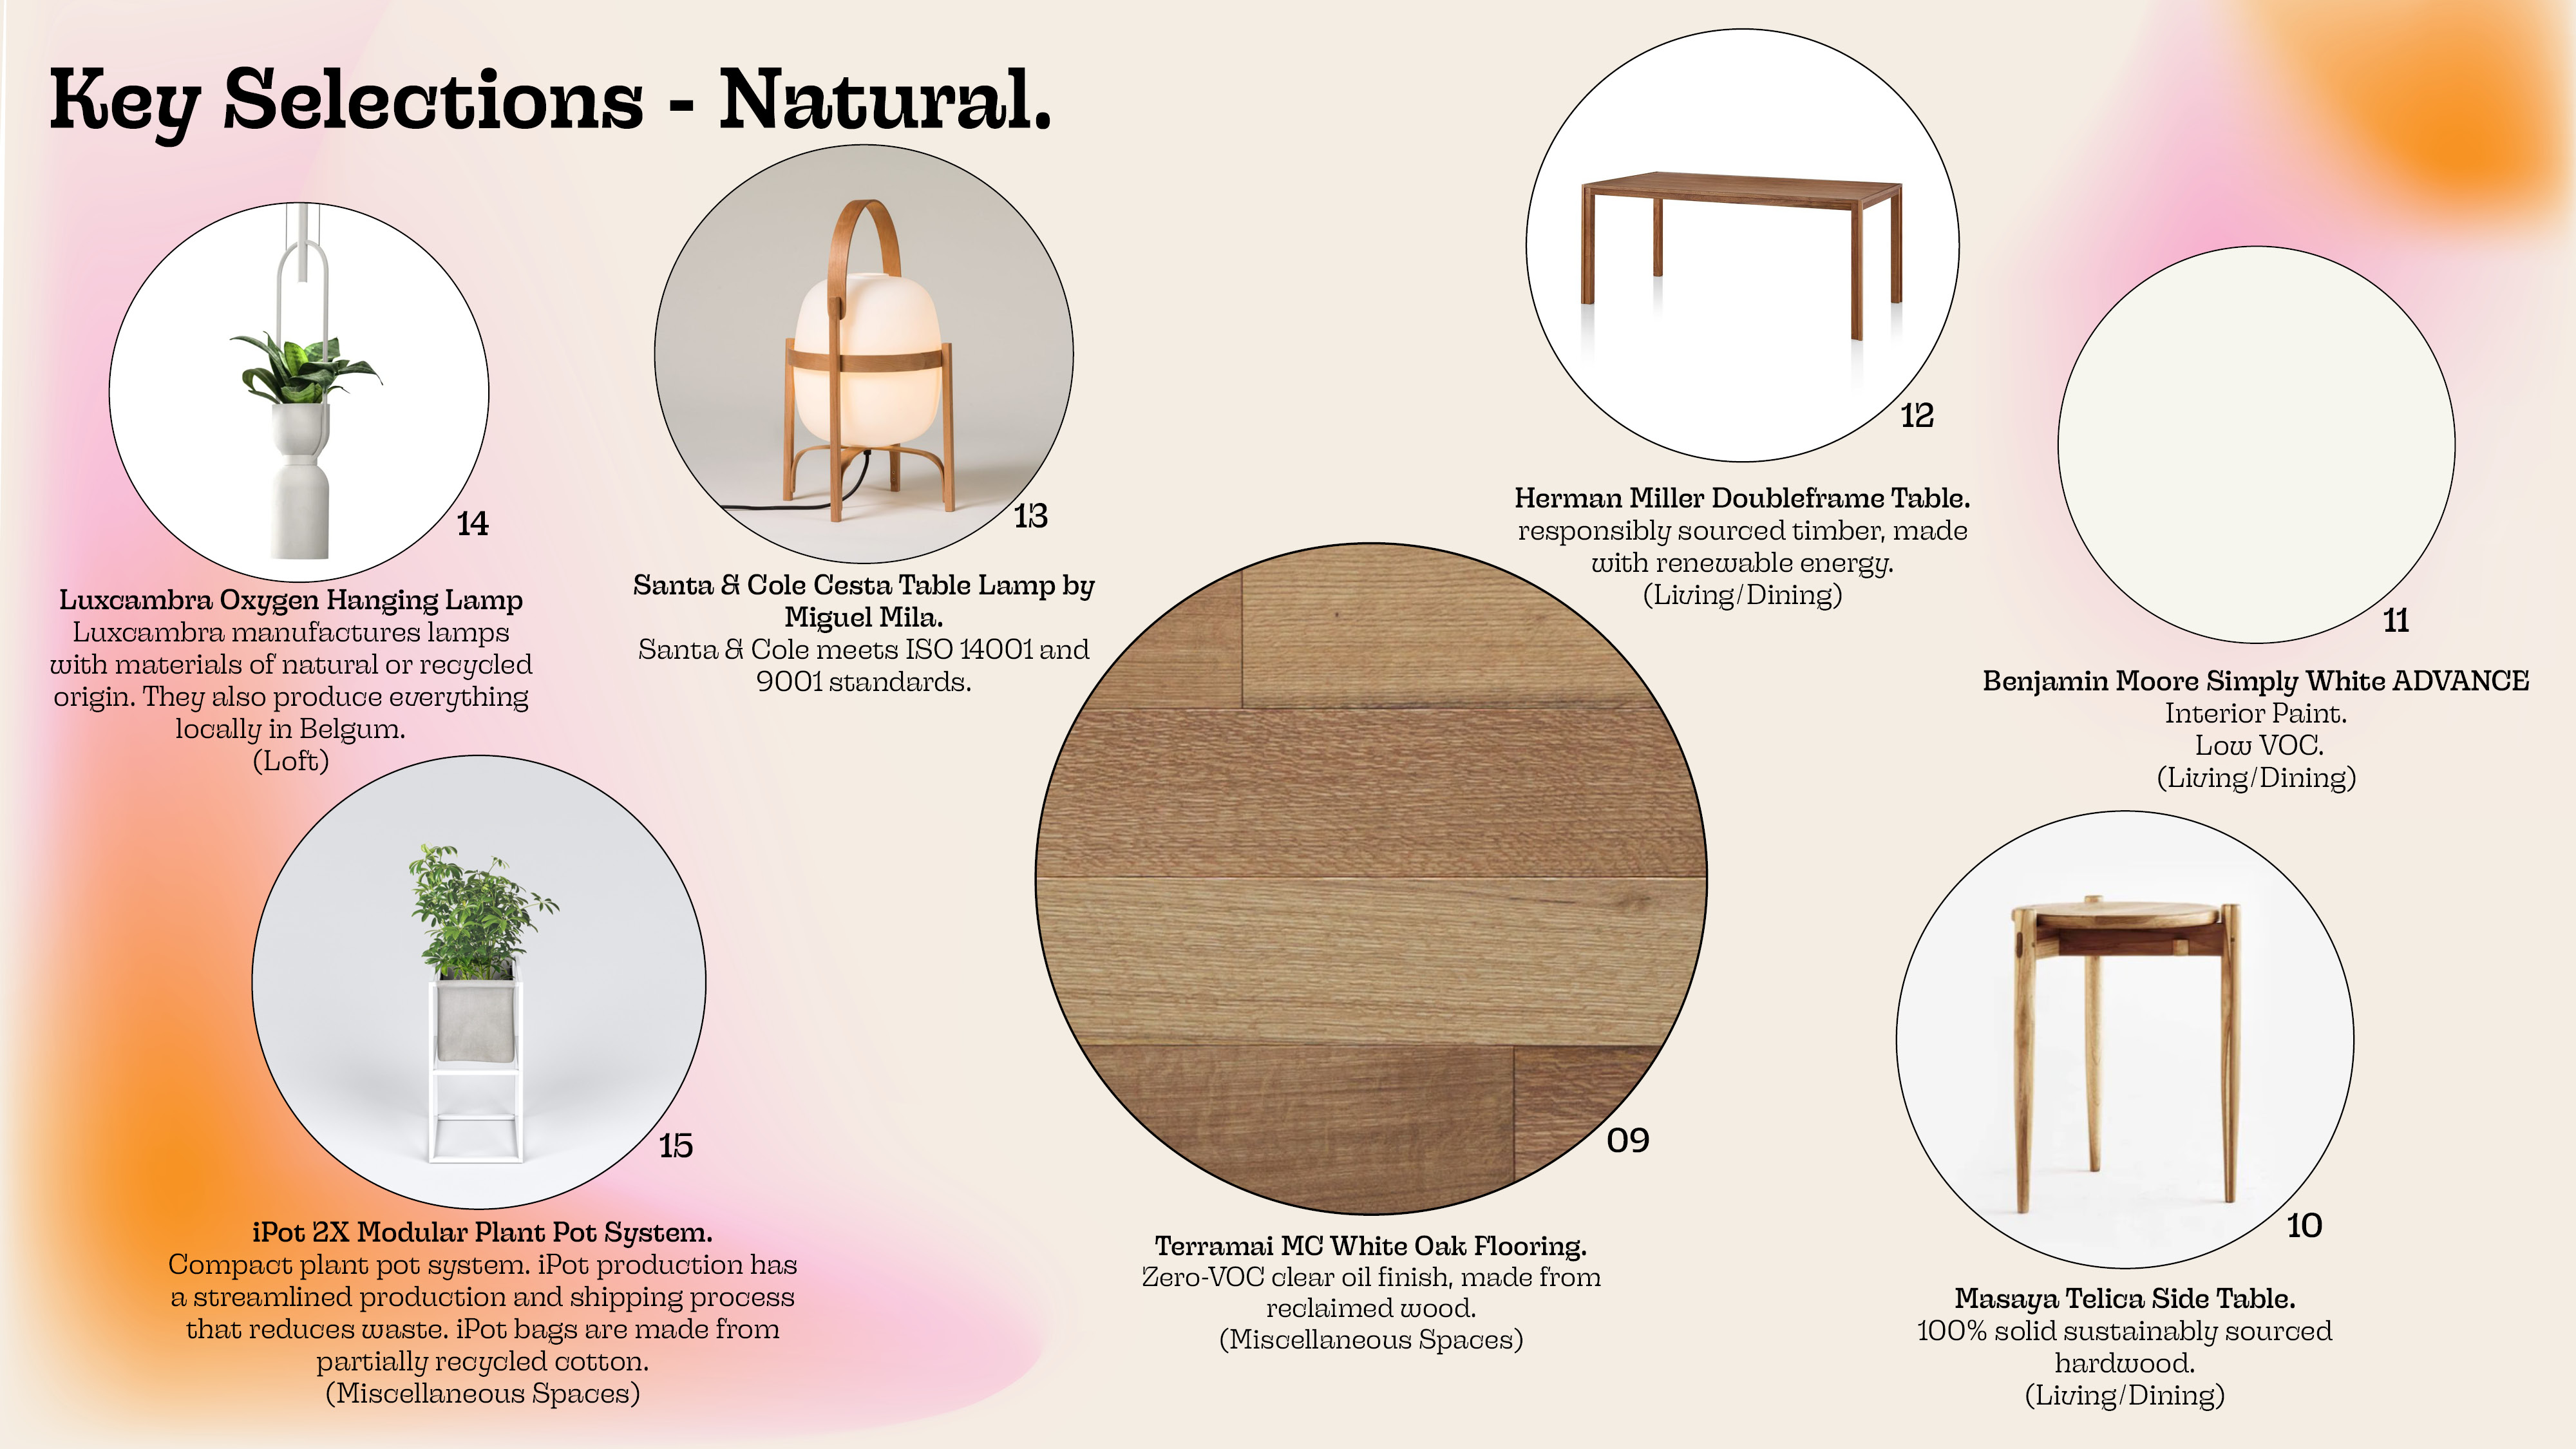 Key Selections - Natural.
14
Luxcambra Oxygen Hanging Lamp
Luxcambra manufactures lamps
with materials of natural or recycled
origin. They also produce everything
locally in Belgum.
(Loft)
13
Santa & Cole Cesta Table Lamp by
Miguel Mila.
Santa & Cole meets ISO 14001 and
9001 standards.
12
Herman Miller Doubleframe Table.
responsibly sourced timber, made
with renewable energy.
(Living/Dining)
11
Benjamin Moore Simply White ADVANCE
Interior Paint.
Low VOC.
(Living/Dining)
15
iPot 2X Modular Plant Pot System.
Compact plant pot system. iPot production has
a streamlined production and shipping process
that reduces waste. iPot bags are made from
partially recycled cotton.
(Miscellaneous Spaces)
09
Terramai MC White Oak Flooring.
Zero-VOC clear oil finish, made from
reclaimed wood.
(Miscellaneous Spaces)
10
Masaya Telica Side Table.
100% solid sustainably sourced
hardwood.
(Living/Dining)